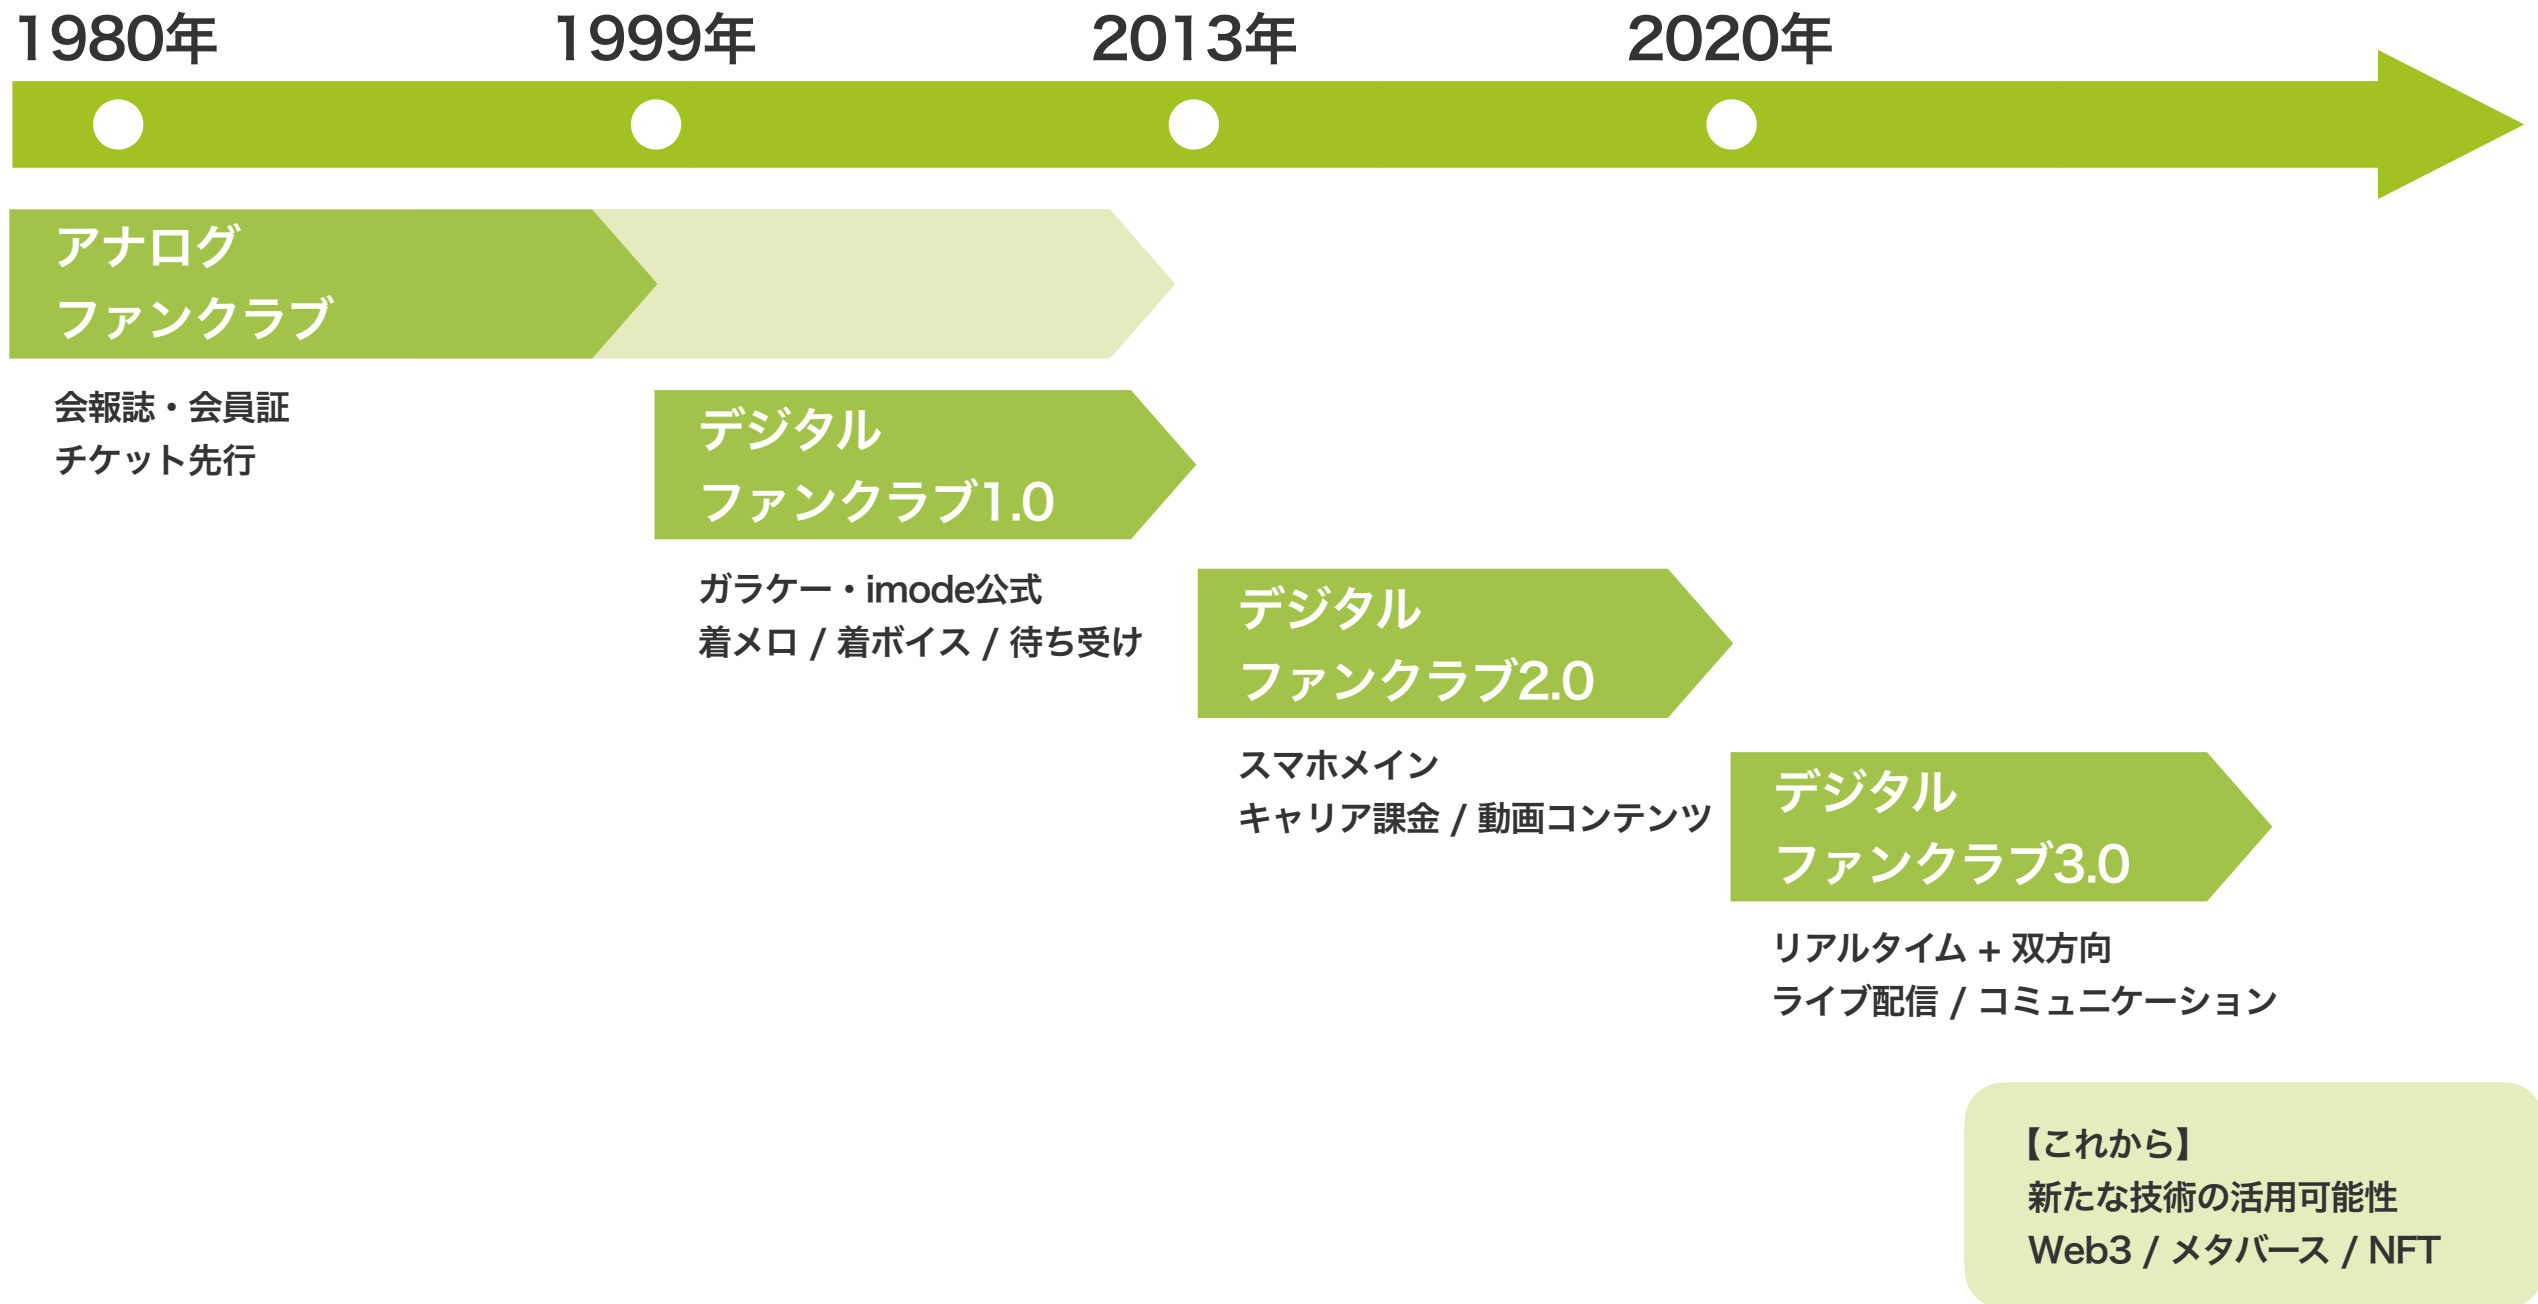 1980年
1999年
2013年
2020年
アナログ
ファンクラブ
会報誌・会員証
チケット先行
デジタル
ファンクラブ1.0
ガラケー・imode公式
着メロ / 着ボイス / 待ち受け
デジタル
ファンクラブ2.0
スマホメイン
キャリア課金 / 動画コンテンツ
デジタル
ファンクラブ3.0
リアルタイム + 双方向
ライブ配信 / コミュニケーション
【これから】
新たな技術の活用可能性
Web3 / メタバース / NFT